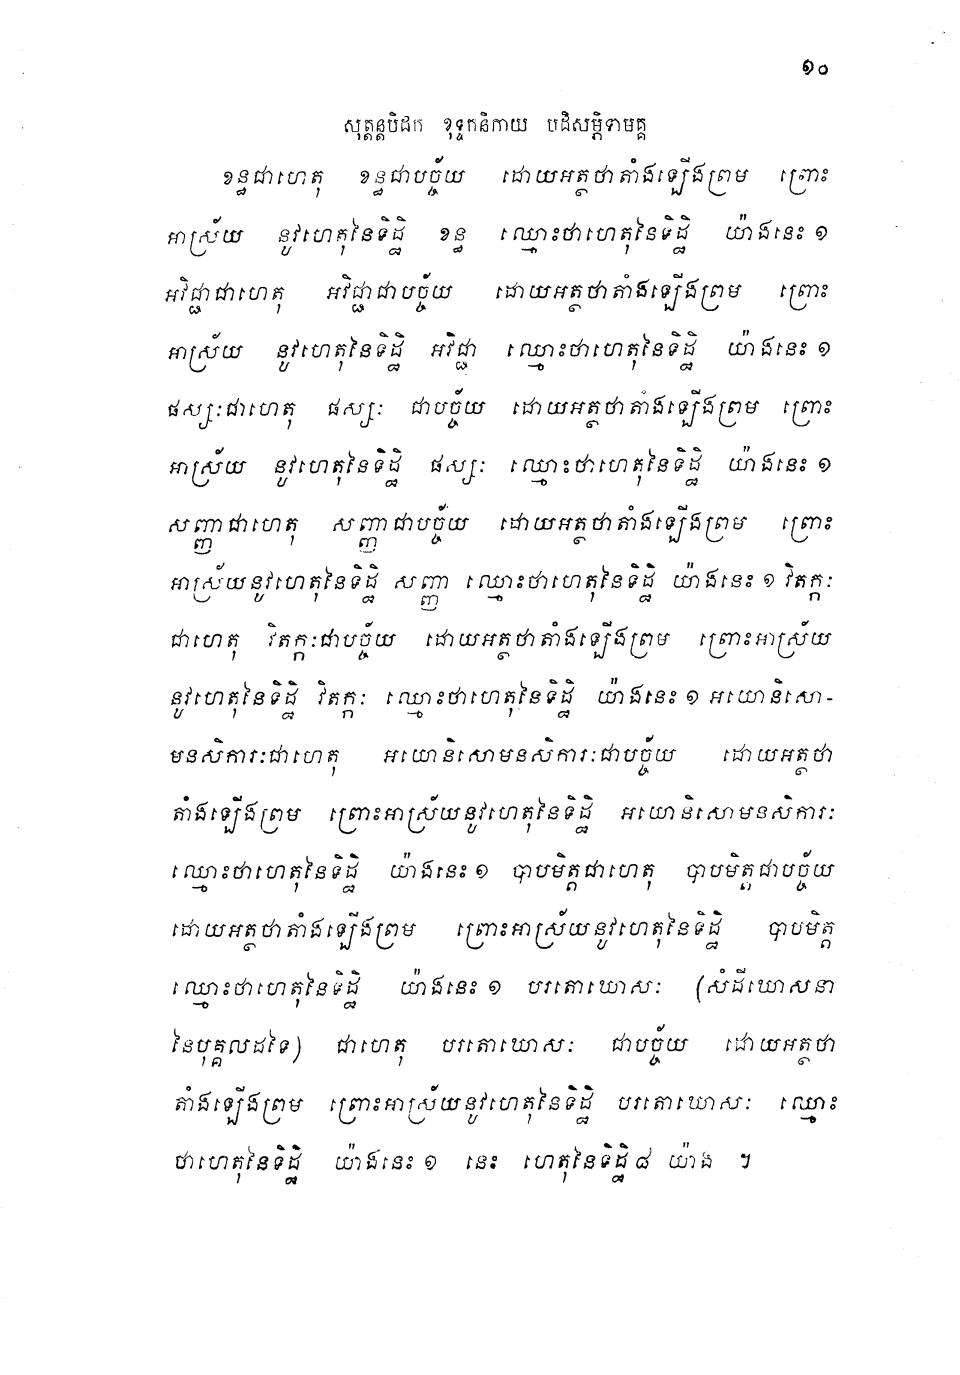 ១០
សុត្តន្តបិដក ខុទ្ទកនិកាយ បដិសម្ភិទាមគ្គ
ខន្ធជាហេតុ ខន្ធជាបច្ច័យ ដោយអត្ថថាតាំងឡើងព្រម ព្រោះ
អាស្រ័យ នូវហេតុនៃទិដ្ឋិ ខន្ធ ឈ្មោះថាហេតុនៃទិដ្ឋិ យ៉ាងនេះ ១
អវិជ្ជាជាហេតុ អវិជ្ជាជាបច្ច័យ ដោយអត្ថថាតាំងឡើងព្រម ព្រោះ
អាស្រ័យ នូវហេតុនៃទិដ្ឋិ អវិជ្ជា ឈ្មោះថាហេតុនៃទិដ្ឋិ យ៉ាងនេះ ១
ផស្សៈជាហេតុ ផស្សៈ ជាបច្ច័យ ដោយអត្ថថាតាំងឡើងព្រម ព្រោះ
អាស្រ័យ នូវហេតុនៃទិដ្ឋិ ផស្សៈ ឈ្មោះថាហេតុនៃទិដ្ឋិ យ៉ាងនេះ ១
សញ្ញាជាហេតុ សញ្ញាជាបច្ច័យ ដោយអត្ថថាតាំងឡើងព្រម ព្រោះ
អាស្រ័យនូវហេតុនៃទិដ្ឋិ សញ្ញា ឈ្មោះថាហេតុនៃទិដ្ឋិ យ៉ាងនេះ ១ វិតក្កៈ
ជាហេតុ វិតក្កៈជាបច្ច័យ ដោយអត្ថថាតាំងឡើងព្រម ព្រោះអាស្រ័យ
នូវហេតុនៃទិដ្ឋិ វិតក្កៈ ឈ្មោះថាហេតុនៃទិដ្ឋិ យ៉ាងនេះ ១ អយោនិសោ-
មនសិការៈជាហេតុ អយោនិសោមនសិការៈជាបច្ច័យ ដោយអត្ថថា
តាំងឡើងព្រម ព្រោះអាស្រ័យនូវហេតុនៃទិដ្ឋិ អយោនិសោមនសិការៈ
ឈ្មោះថាហេតុនៃទិដ្ឋិ យ៉ាងនេះ ១ បាបមិត្តជាហេតុ បាបមិត្តជាបច្ច័យ
ដោយអត្ថថាតាំងឡើងព្រម ព្រោះអាស្រ័យនូវហេតុនៃទិដ្ឋិ បាបមិត្ត
ឈ្មោះថាហេតុនៃទិដ្ឋិ យ៉ាងនេះ ១ បរតោឃោសៈ (សំដីឃោសនា
នៃបុគ្គលដទៃ) ជាហេតុ បរតោឃោសៈ ជាបច្ច័យ ដោយអត្ថថា
តាំងឡើងព្រម ព្រោះអាស្រ័យនូវហេតុនៃទិដ្ឋិ បរតោឃោសៈ ឈ្មោះ
ថាហេតុនៃទិដ្ឋិ យ៉ាងនេះ ១ នេះ ហេតុនៃទិដ្ឋិ ៨ យ៉ាង ។